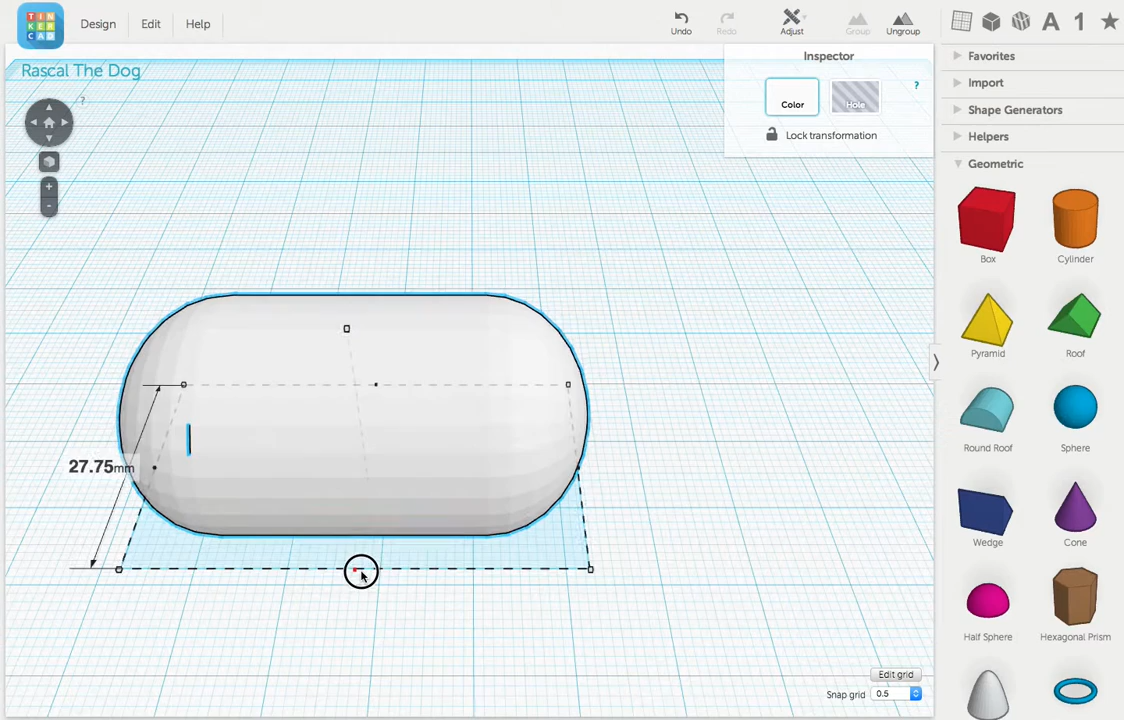 TIN
KER
CAD
Design
Edit
Help
Undo
Redo
Adjust
Group
Ungroup
A
1
Rascal The Dog
?
+
-
Inspector
Color
Hole
?
Lock transformation
Favorites
Import
Shape Generators
Helpers
Geometric
Box
Cylinder
Pyramid
Roof
Round Roof
Sphere
Wedge
Cone
Half Sphere
Hexagonal Prism
27.75mm
Edit grid
Snap grid 0.5